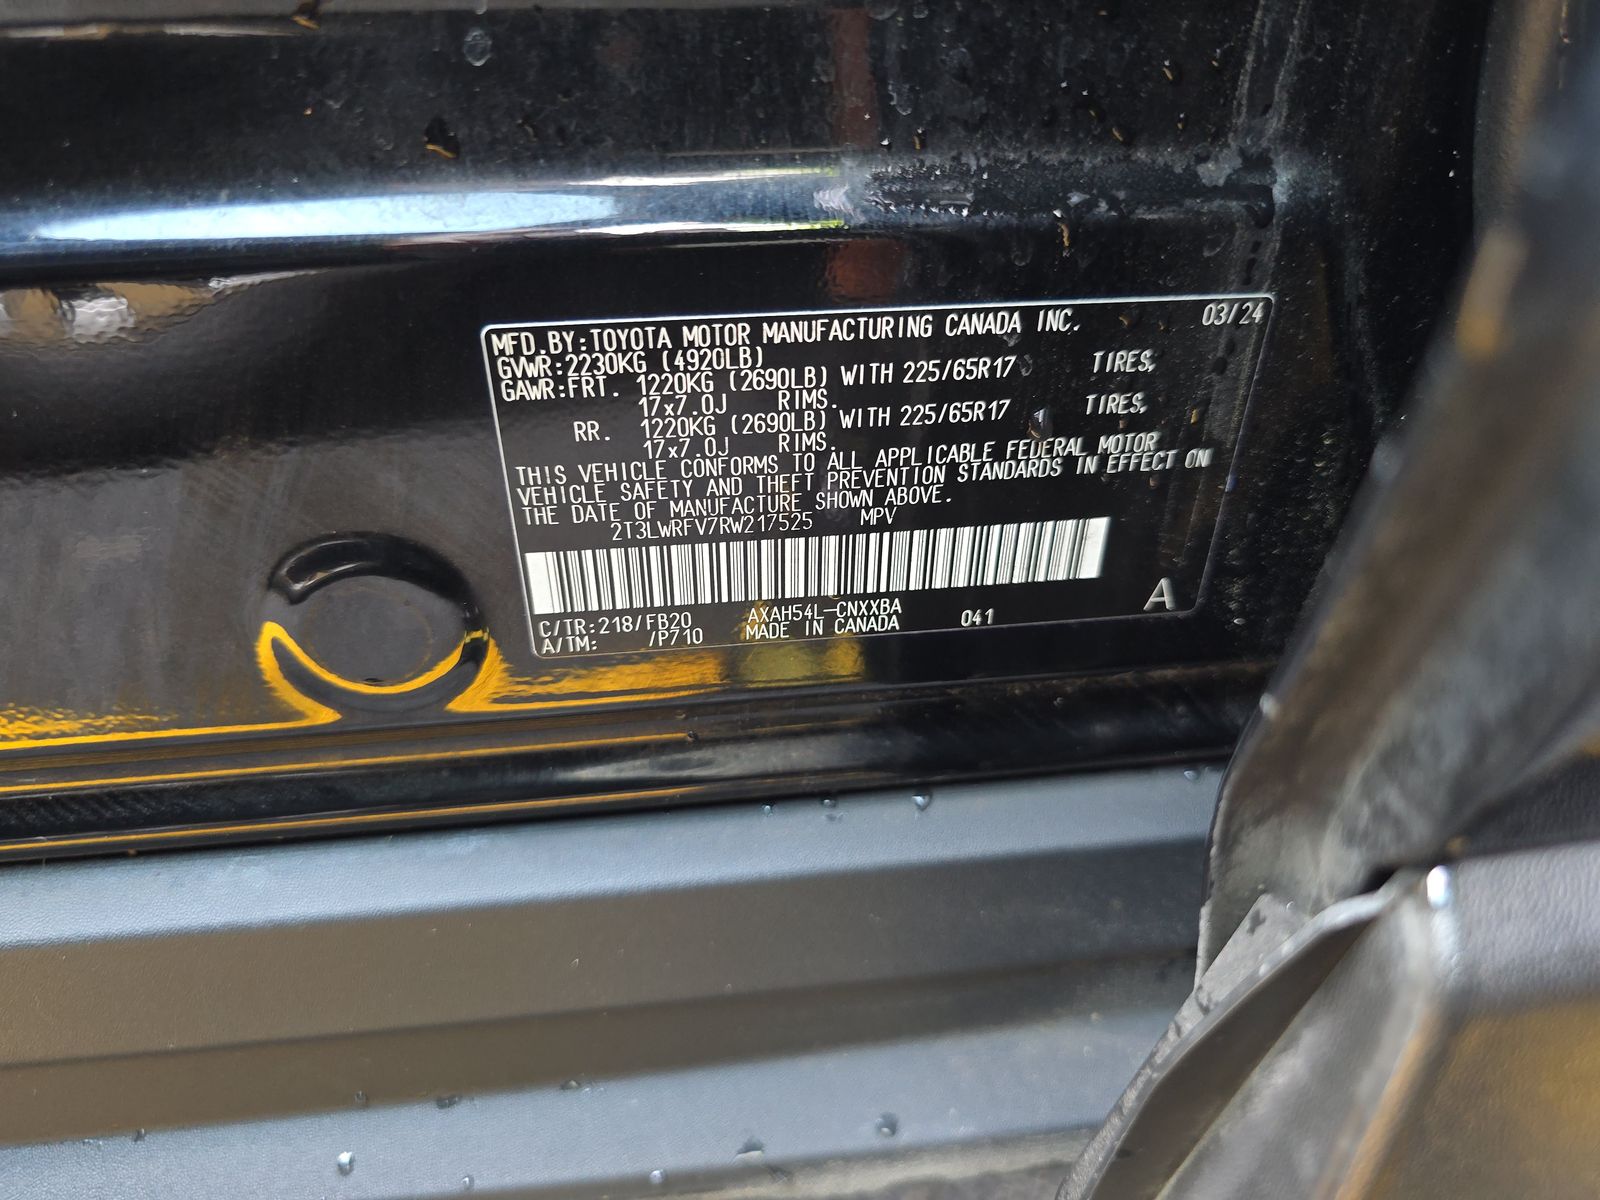 MFD.BY:TOYOTA MOTOR MANUFACTURING CANADA INC. 03/24
GVWR:2230KG (4920LB)
GAWR:FRT. 1220KG (2690LB) WITH 225/65R17 TIRES,
17x7.0J RIMS.
RR. 1220KG (2690LB) WITH 225/65R17 TIRES,
17x7.0J RIMS.
THIS VEHICLE CONFORMS TO ALL APPLICABLE FEDERAL MOTOR
VEHICLE SAFETY AND THEFT PREVENTION STANDARDS IN EFFECT ON
THE DATE OF MANUFACTURE SHOWN ABOVE.
2T3LWRFV7RW217525 MPV
C/TR:218/FB20 AXAH54L-CNXXBA 041 A
A/TM: /P710 MADE IN CANADA